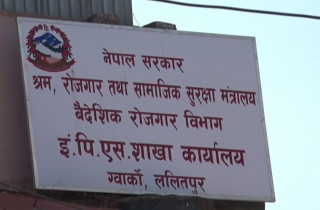 नेपाल सरकार
श्रम, रोजगार तथा सामाजिक सुरक्षा मन्त्रालय
बैदेशिक रोजगार विभाग
इ.पि.एस.शाखा कार्यालय
ग्वार्को, ललितपुर